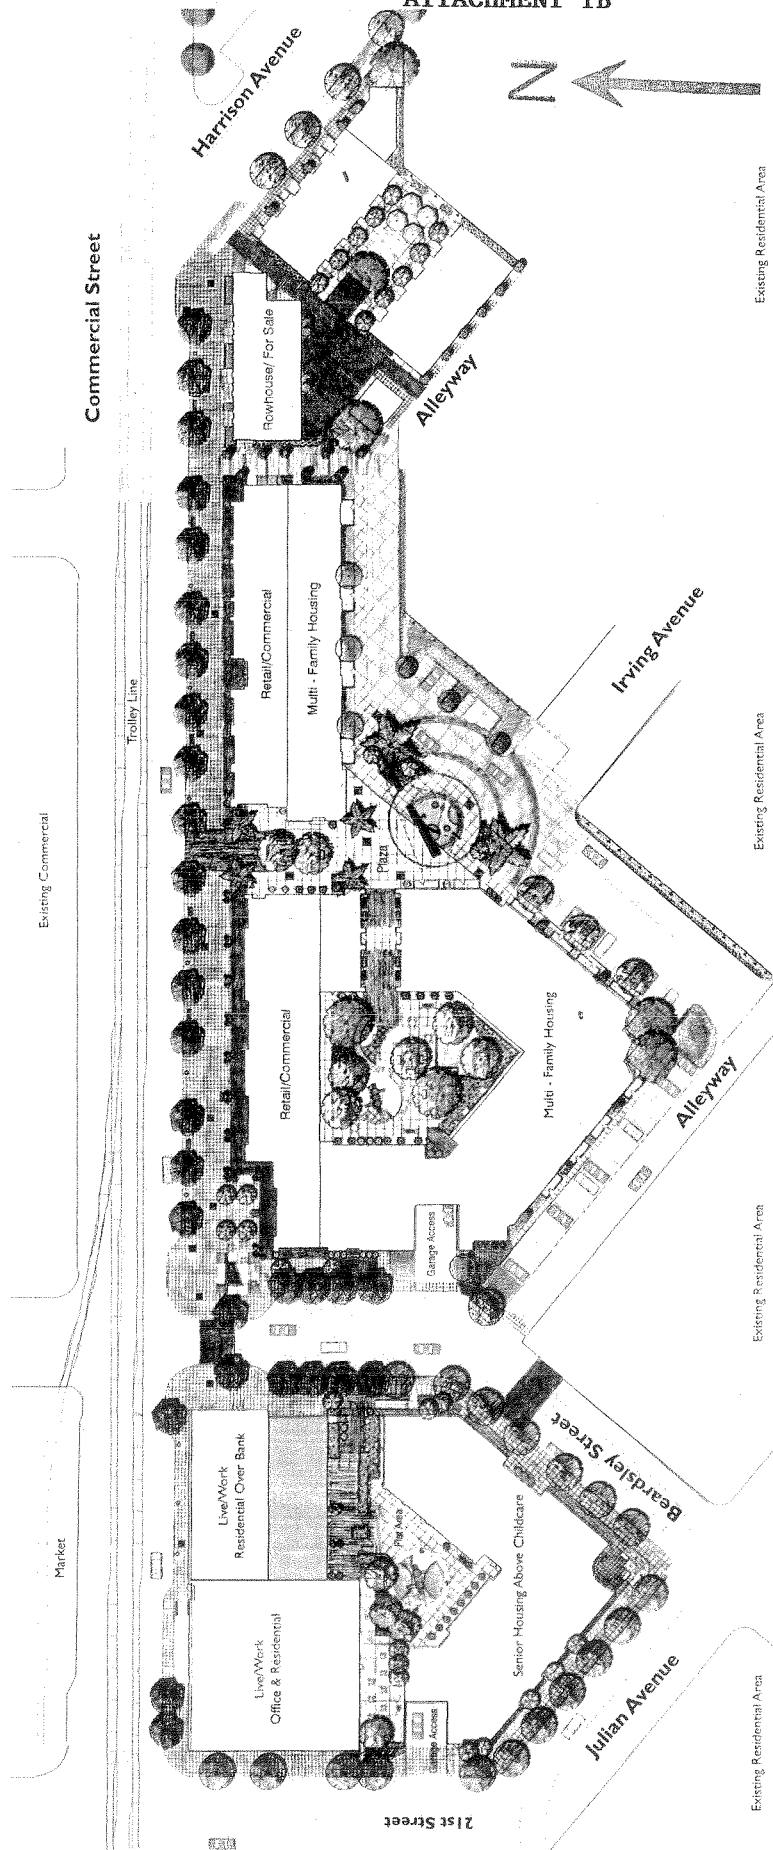 ATTACHMENT 1B
N
Harrison Avenue
Commercial Street
Existing Residential Area
Rowhouse/ For Sale
Alleyway
Retail/Commercial
Multi - Family Housing
Trolley Line
Irving Avenue
Existing Residential Area
Existing Commercial
Plaza
Retail/Commercial
Multi - Family Housing
Alleyway
Garage Access
Existing Residential Area
Beardsley Street
Live/Work
Residential Over Bank
Market
Play Area
Senior Housing Above Childcare
Live/Work
Office & Residential
Garage Access
Julian Avenue
Existing Residential Area
21st Street